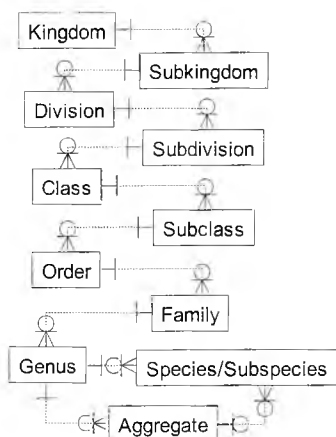 Kingdom
Subkingdom
Division
Subdivision
Class
Subclass
Order
Family
Genus
Species/Subspecies
Aggregate